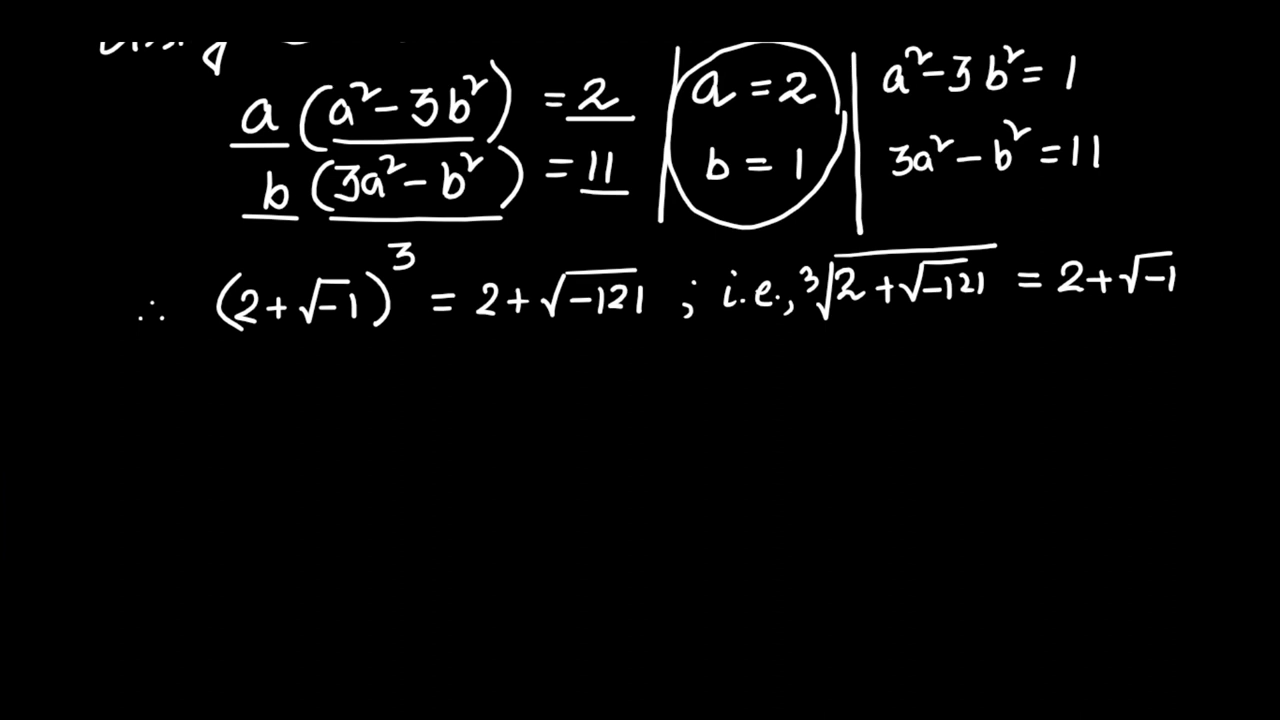 a(a²-3b²) = 2 | a = 2 | a²-3b² = 1
b(3a²-b²) = 11 | b = 1 | 3a²-b² = 11
∴ (2+√-1)³ = 2+√-121 ; i.e., ³√(2+√-121) = 2+√-1